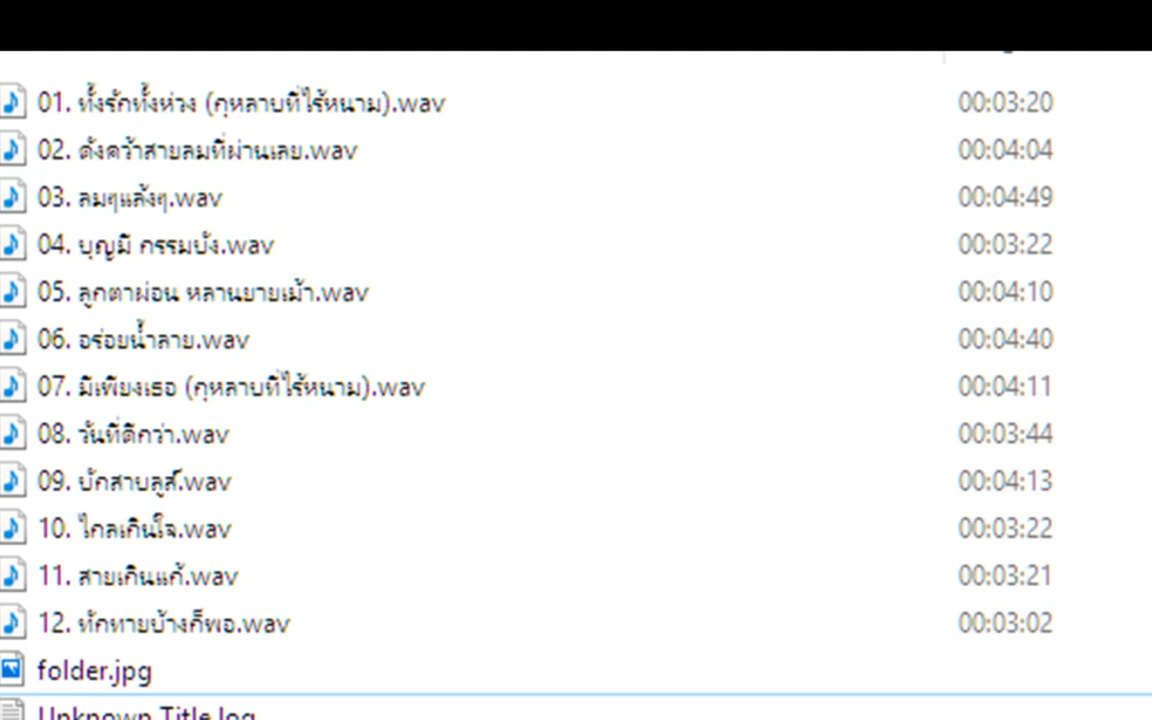 01. ทั้งรักทั้งห่วง (กุหลาบที่ไร้หนาม).wav 00:03:20
02. ดังคว้าสายลมที่ผ่านเลย.wav 00:04:04
03. ลมๆแล้งๆ.wav 00:04:49
04. บุญมี กรรมบัง.wav 00:03:22
05. ลูกตาผ่อน หลานยายเม้า.wav 00:04:10
06. อร่อยน้ำลาย.wav 00:04:40
07. มีเพียงเธอ (กุหลาบที่ไร้หนาม).wav 00:04:11
08. วันที่ดีกว่า.wav 00:03:44
09. บักสาบลูส์.wav 00:04:13
10. ไกลเกินใจ.wav 00:03:22
11. สายเกินแก้.wav 00:03:21
12. ทักทายบ้างก็พอ.wav 00:03:02
folder.jpg
Unknown Title.log